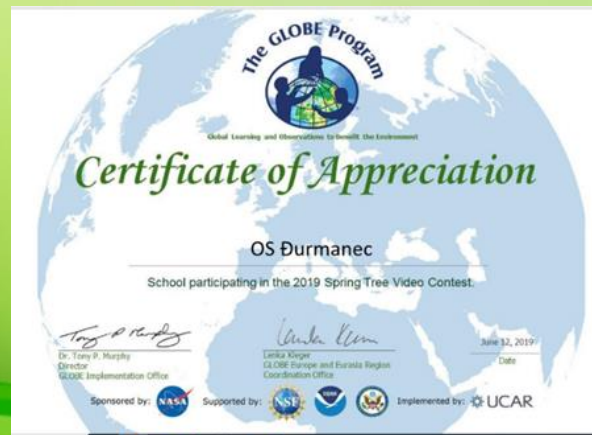 The GLOBE Program
Global Learning and Observations to Benefit the Environment
Certificate of Appreciation
OS Đurmanec
School participating in the 2019 Spring Tree Video Contest.
Dr. Tony P. Murphy
Director
GLOBE Implementation Office
Lenka Kleger
GLOBE Europe and Eurasia Region
Coordination Office
June 12, 2019
Date
Sponsored by: NASA Supported by: NSF NOAA Implemented by: UCAR